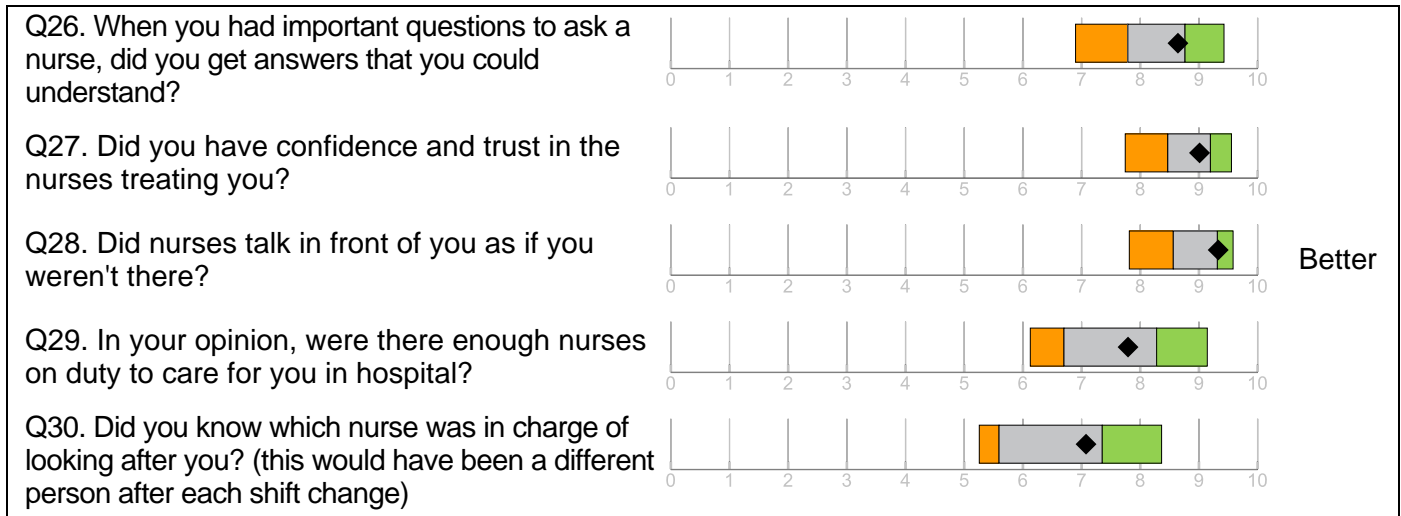 Q26. When you had important questions to ask a
nurse, did you get answers that you could
understand?
0 1 2 3 4 5 6 7 8 9 10
Q27. Did you have confidence and trust in the
nurses treating you?
0 1 2 3 4 5 6 7 8 9 10
Q28. Did nurses talk in front of you as if you
weren't there?
0 1 2 3 4 5 6 7 8 9 10
Better
Q29. In your opinion, were there enough nurses
on duty to care for you in hospital?
0 1 2 3 4 5 6 7 8 9 10
Q30. Did you know which nurse was in charge of
looking after you? (this would have been a different
person after each shift change)
0 1 2 3 4 5 6 7 8 9 10